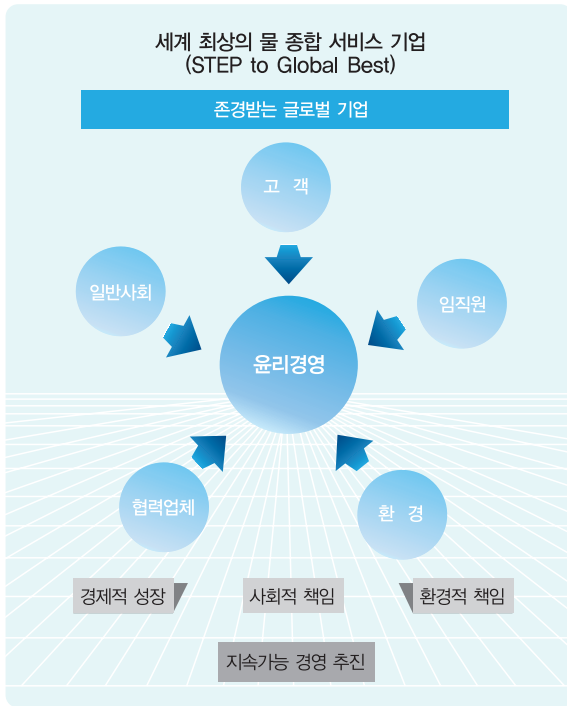 세계 최상의 물 종합 서비스 기업
(STEP to Global Best)
존경받는 글로벌 기업
고 객
일반사회
임직원
윤리경영
협력업체
환 경
경제적 성장
사회적 책임
환경적 책임
지속가능 경영 추진